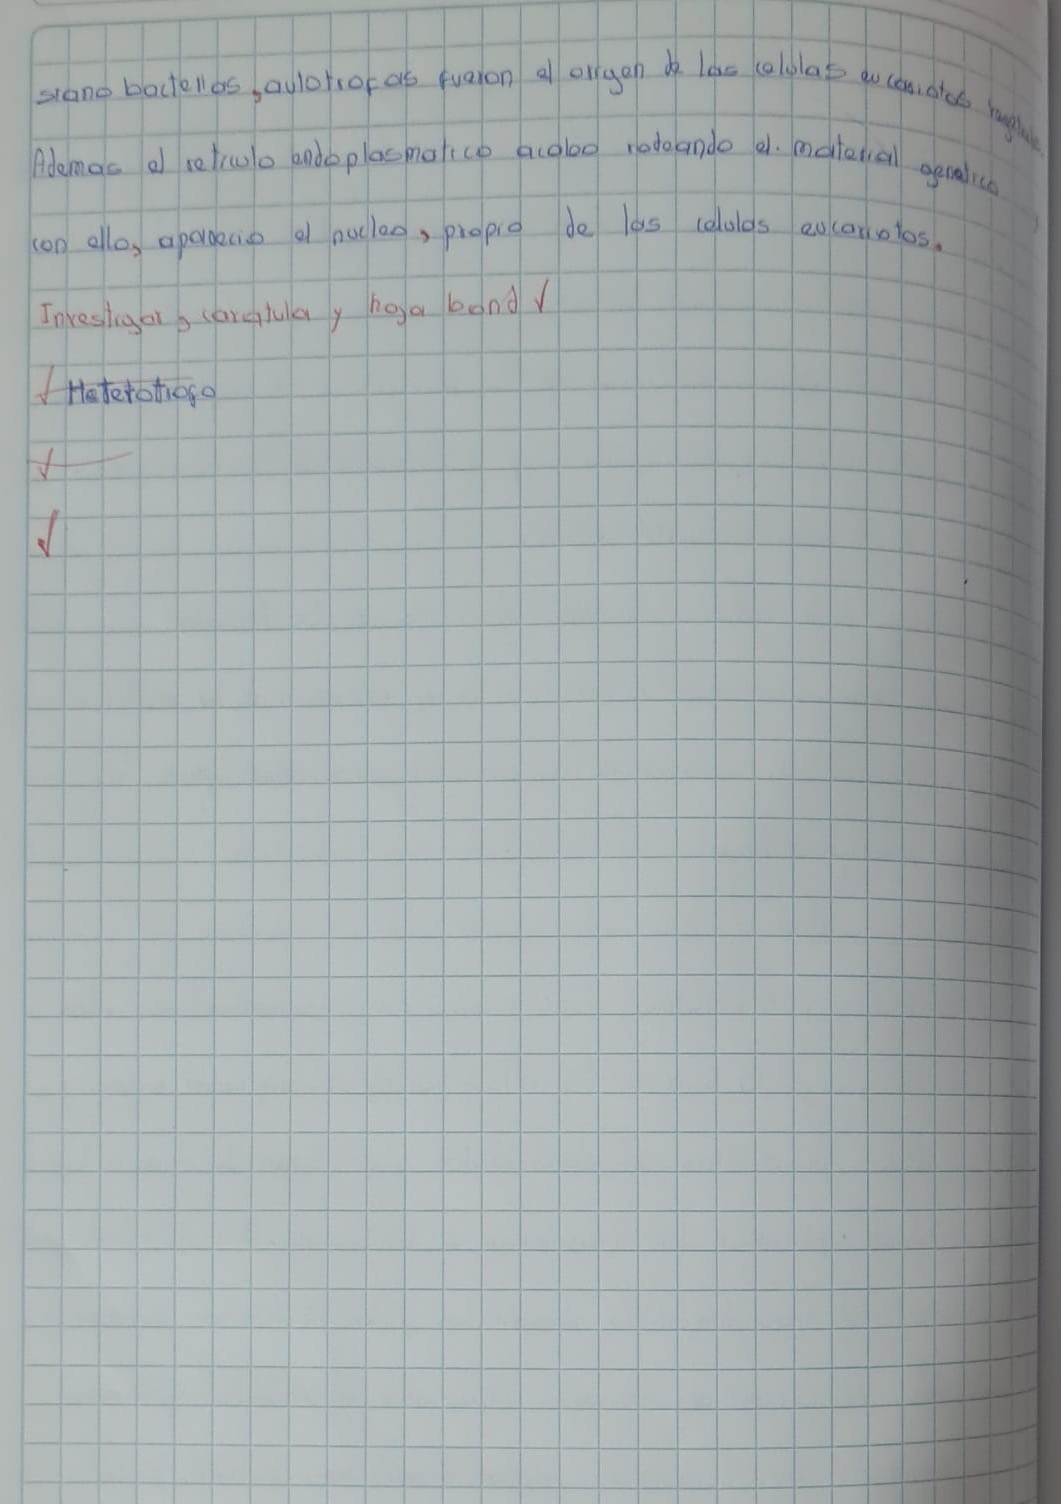 siano bacterias, autotrofas fueron el origen de las celulas eucariotas
Ademas el reticulo endoplasmatico acabo rodeando el. material genetico
con ello, aparecio el nucleo, propio de las celulas eucariotas.
Investigar, caratula y hoja bond √
√ Heterotrofo
√
√